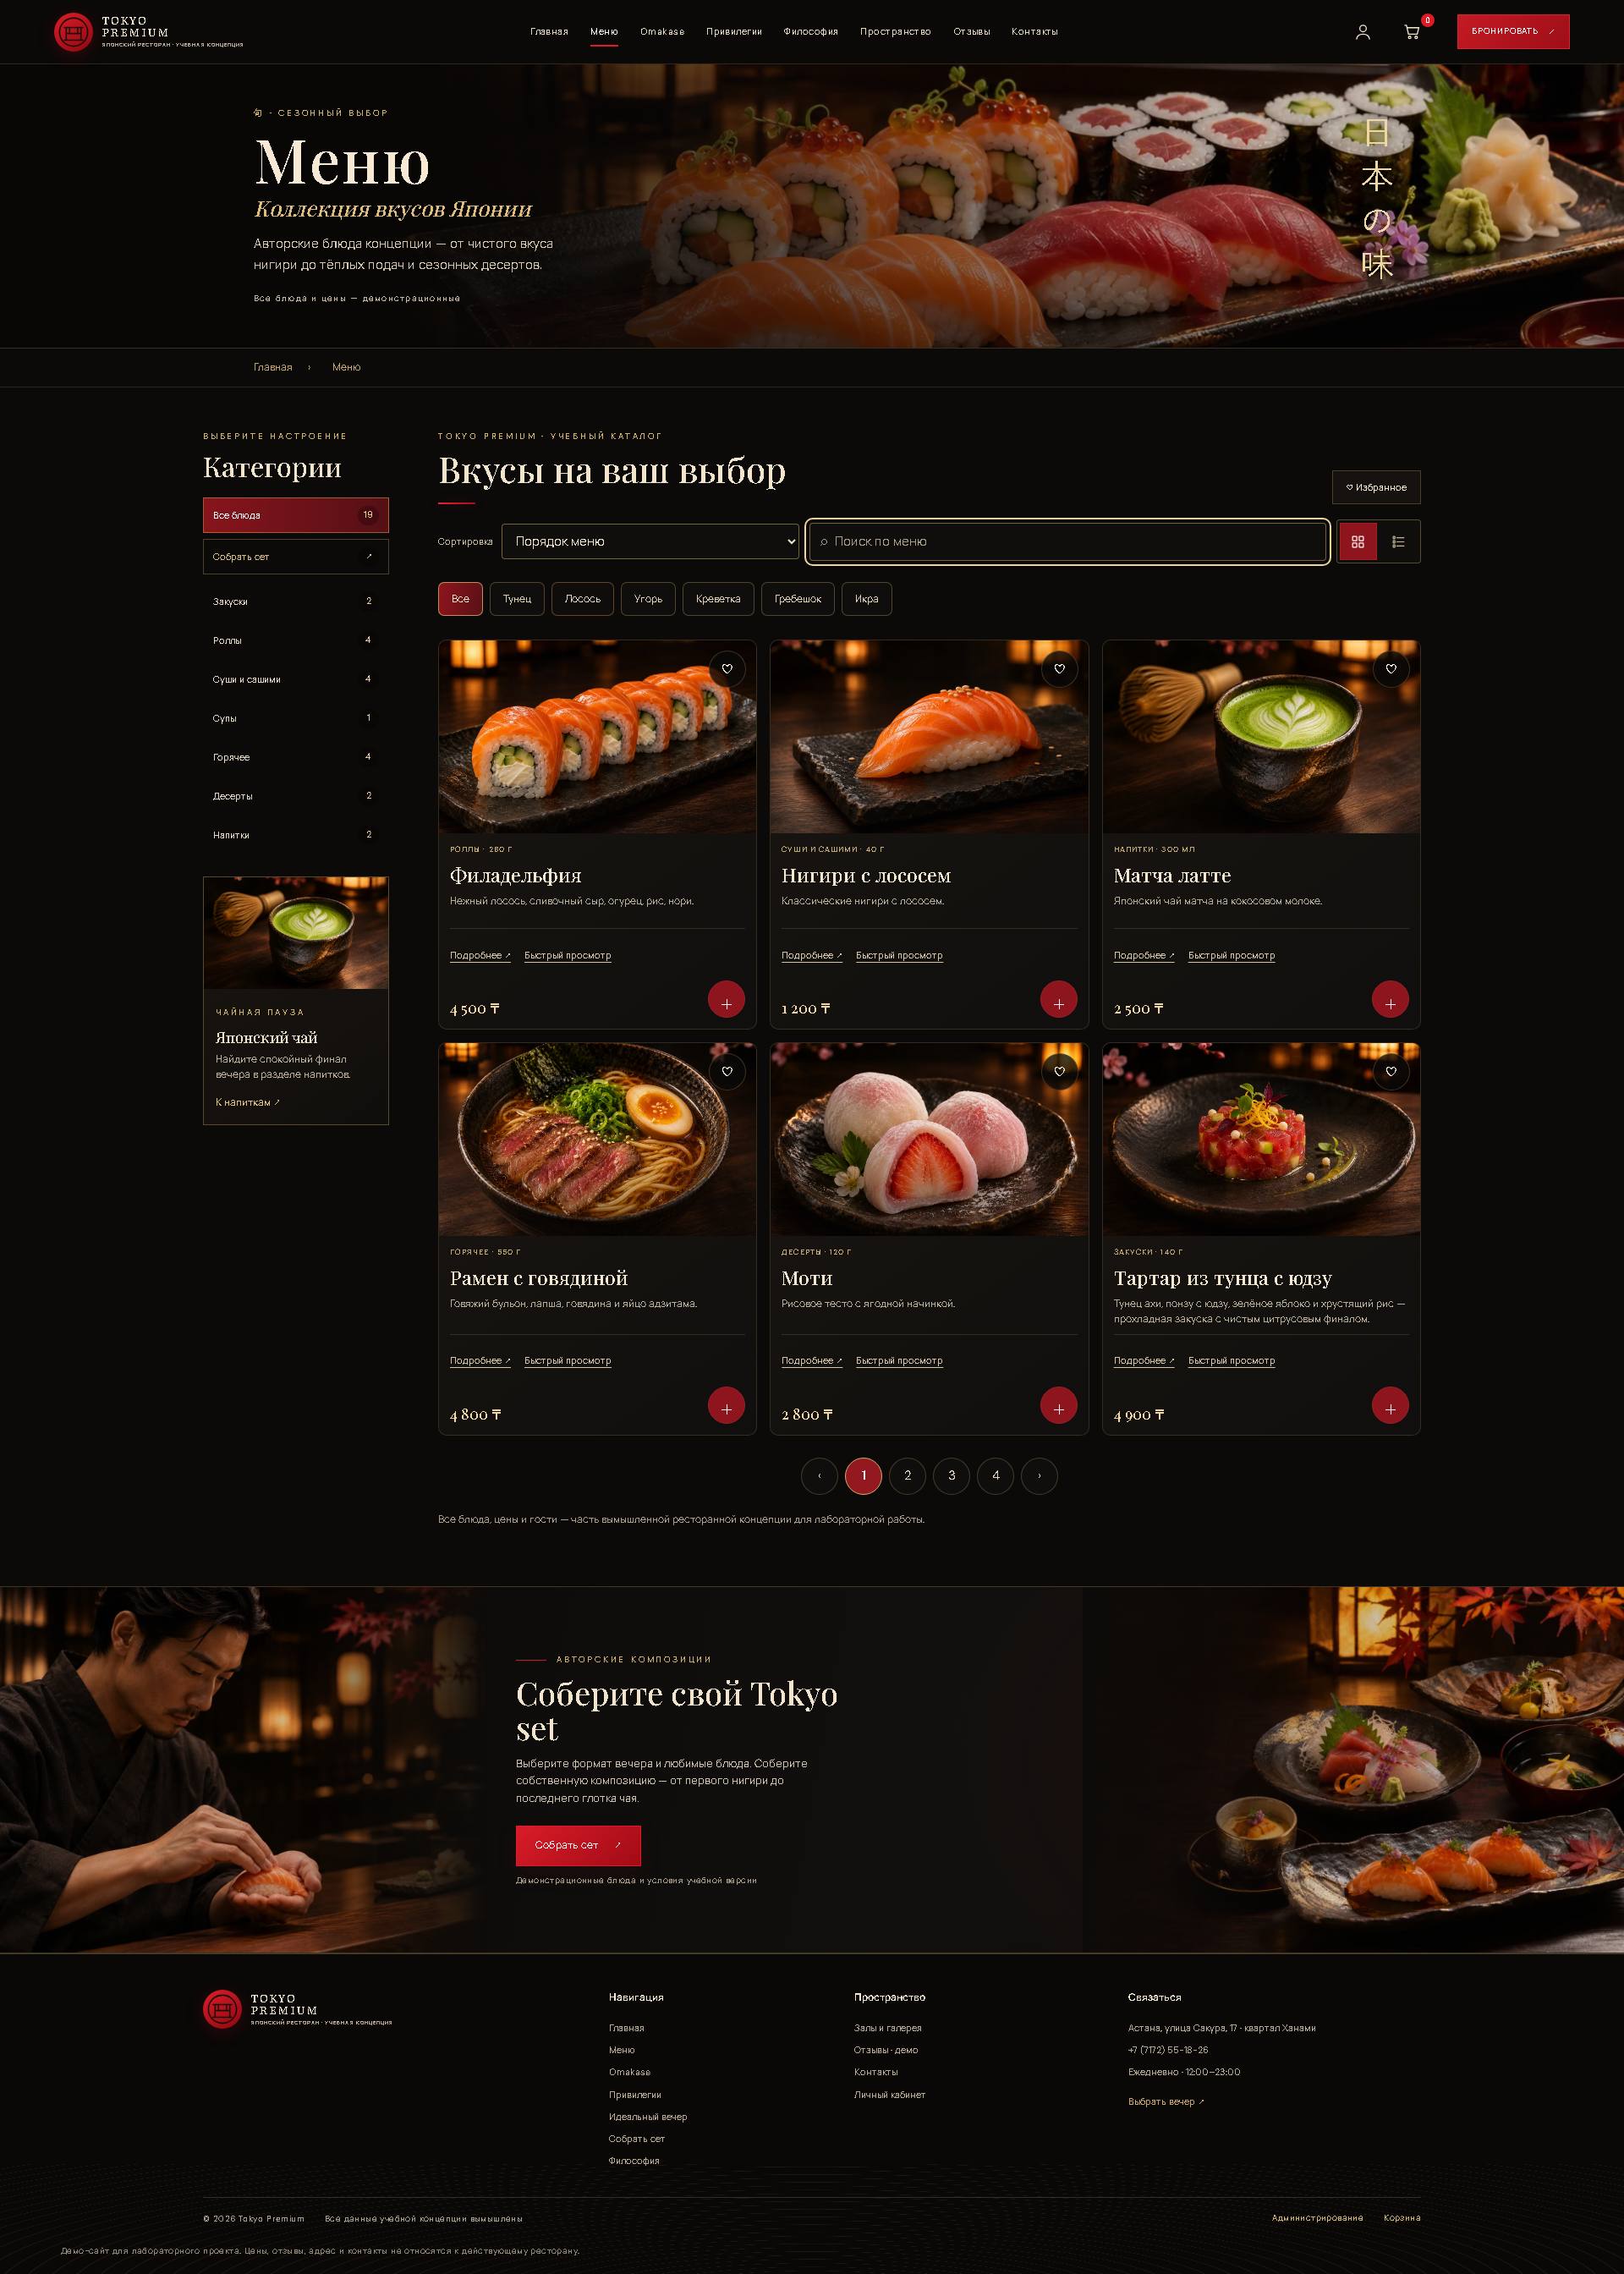 TOKYO
PREMIUM
ЯПОНСКИЙ РЕСТОРАН · УЧЕБНАЯ КОНЦЕПЦИЯ
Главная
Меню
Omakase
Привилегии
Философия
Пространство
Отзывы
Контакты
0
БРОНИРОВАТЬ ↗
旬 · СЕЗОННЫЙ ВЫБОР
Меню
Коллекция вкусов Японии
Авторские блюда концепции — от чистого вкуса
нигири до тёплых подач и сезонных десертов.
Все блюда и цены — демонстрационные
日本の味
Главная › Меню
ВЫБЕРИТЕ НАСТРОЕНИЕ
Категории
Все блюда 19
Собрать сет ↗
Закуски 2
Роллы 4
Суши и сашими 4
Супы 1
Горячее 4
Десерты 2
Напитки 2
ЧАЙНАЯ ПАУЗА
Японский чай
Найдите спокойный финал
вечера в разделе напитков.
К напиткам ↗
TOKYO PREMIUM · УЧЕБНЫЙ КАТАЛОГ
Вкусы на ваш выбор
♡ Избранное
Сортировка
Порядок меню
⌕ Поиск по меню
Все
Тунец
Лосось
Угорь
Креветка
Гребешок
Икра
РОЛЛЫ · 280 Г
Филадельфия
Нежный лосось, сливочный сыр, огурец, рис, нори.
Подробнее ↗ Быстрый просмотр
4 500 ₸
+
СУШИ И САШИМИ · 40 Г
Нигири с лососем
Классические нигири с лососем.
Подробнее ↗ Быстрый просмотр
1 200 ₸
+
НАПИТКИ · 300 МЛ
Матча латте
Японский чай матча на кокосовом молоке.
Подробнее ↗ Быстрый просмотр
2 500 ₸
+
ГОРЯЧЕЕ · 550 Г
Рамен с говядиной
Говяжий бульон, лапша, говядина и яйцо адзитама.
Подробнее ↗ Быстрый просмотр
4 800 ₸
+
ДЕСЕРТЫ · 120 Г
Моти
Рисовое тесто с ягодной начинкой.
Подробнее ↗ Быстрый просмотр
2 800 ₸
+
ЗАКУСКИ · 140 Г
Тартар из тунца с юдзу
Тунец ахи, понзу с юдзу, зелёное яблоко и хрустящий рис —
прохладная закуска с чистым цитрусовым финалом.
Подробнее ↗ Быстрый просмотр
4 900 ₸
+
‹ 1 2 3 4 ›
Все блюда, цены и гости — часть вымышленной ресторанной концепции для лабораторной работы.
АВТОРСКИЕ КОМПОЗИЦИИ
Соберите свой Tokyo
set
Выберите формат вечера и любимые блюда. Соберите
собственную композицию — от первого нигири до
последнего глотка чая.
Собрать сет ↗
Демонстрационные блюда и условия учебной версии
TOKYO
PREMIUM
ЯПОНСКИЙ РЕСТОРАН · УЧЕБНАЯ КОНЦЕПЦИЯ
Навигация
Главная
Меню
Omakase
Привилегии
Идеальный вечер
Собрать сет
Философия
Пространство
Залы и галерея
Отзывы · демо
Контакты
Личный кабинет
Связаться
Астана, улица Сакура, 17 · квартал Ханами
+7 (7172) 55-18-26
Ежедневно · 12:00–23:00
Выбрать вечер ↗
© 2026 Tokyo Premium
Все данные учебной концепции вымышлены
Администрирование
Корзина
Демо-сайт для лабораторного проекта. Цены, отзывы, адрес и контакты не относятся к действующему ресторану.